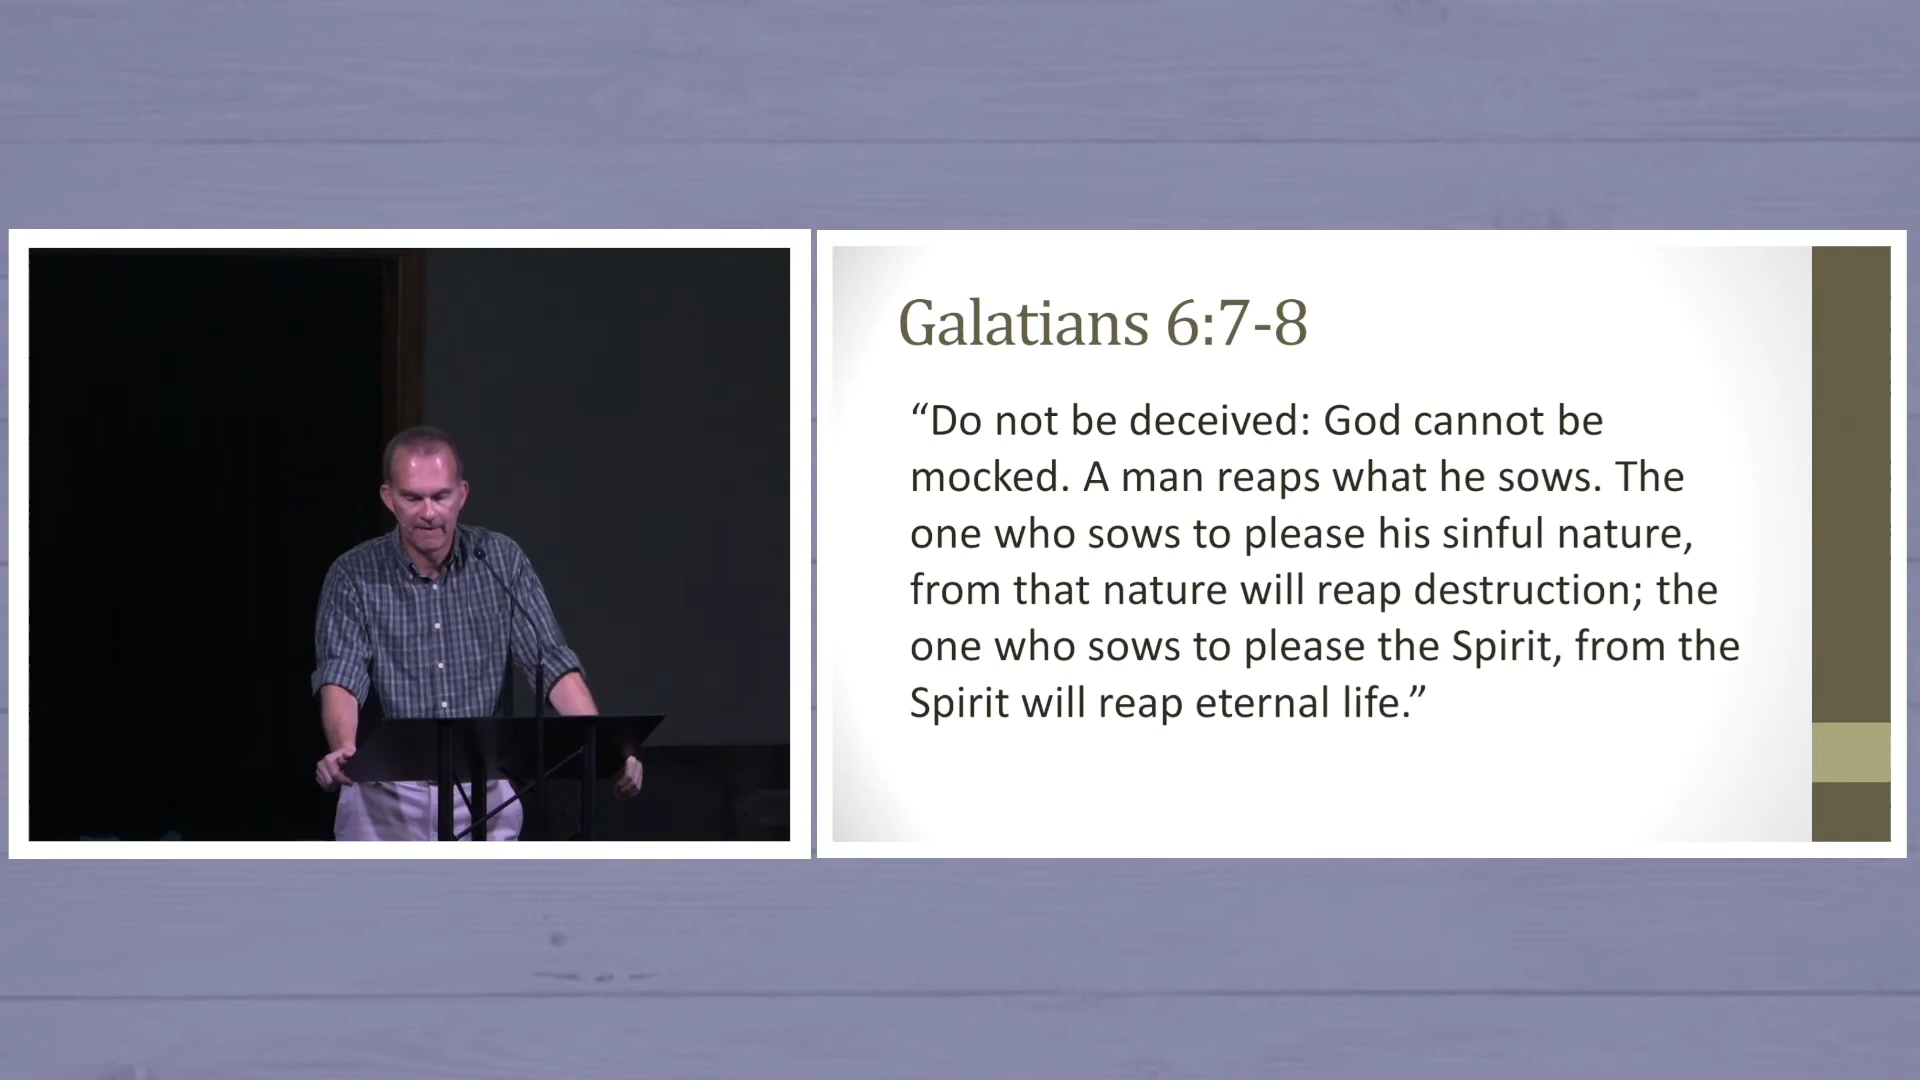 Galatians 6:7-8
“Do not be deceived: God cannot be
mocked. A man reaps what he sows. The
one who sows to please his sinful nature,
from that nature will reap destruction; the
one who sows to please the Spirit, from the
Spirit will reap eternal life.”